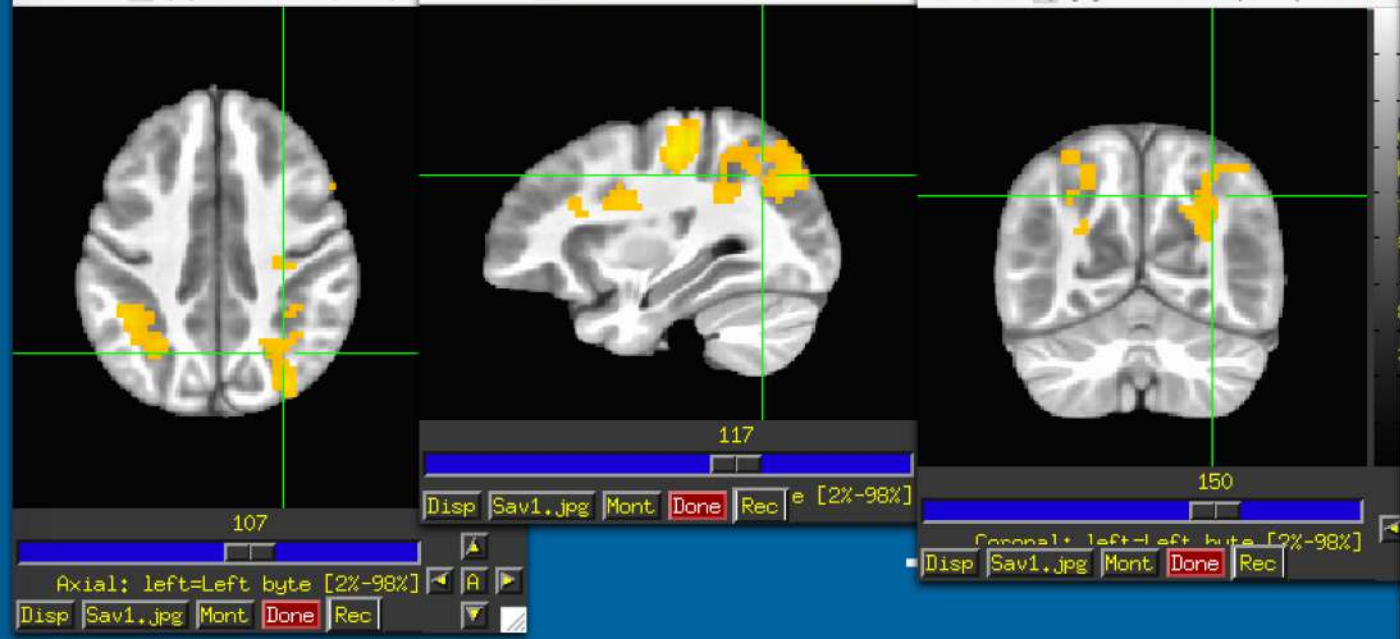 107
Axial: left=Left byte [2%-98%]
A
Disp Sav1.jpg Mont Done Rec
117
e [2%-98%]
Disp Sav1.jpg Mont Done Rec
150
Coronal: left=Left byte [2%-98%]
Disp Sav1.jpg Mont Done Rec